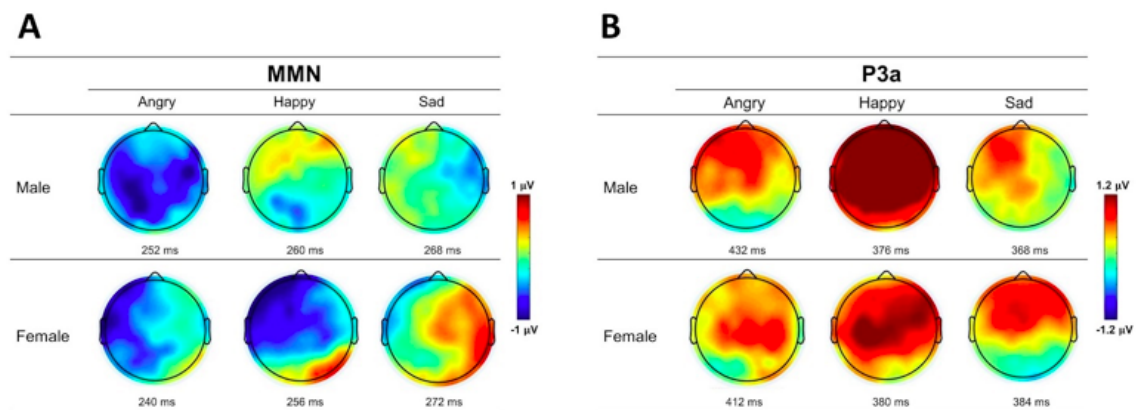 A
MMN
Angry Happy Sad
Male
252 ms 260 ms 268 ms
Female
240 ms 256 ms 272 ms
1 µV
-1 µV
B
P3a
Angry Happy Sad
Male
432 ms 376 ms 368 ms
Female
412 ms 380 ms 384 ms
1.2 µV
-1.2 µV